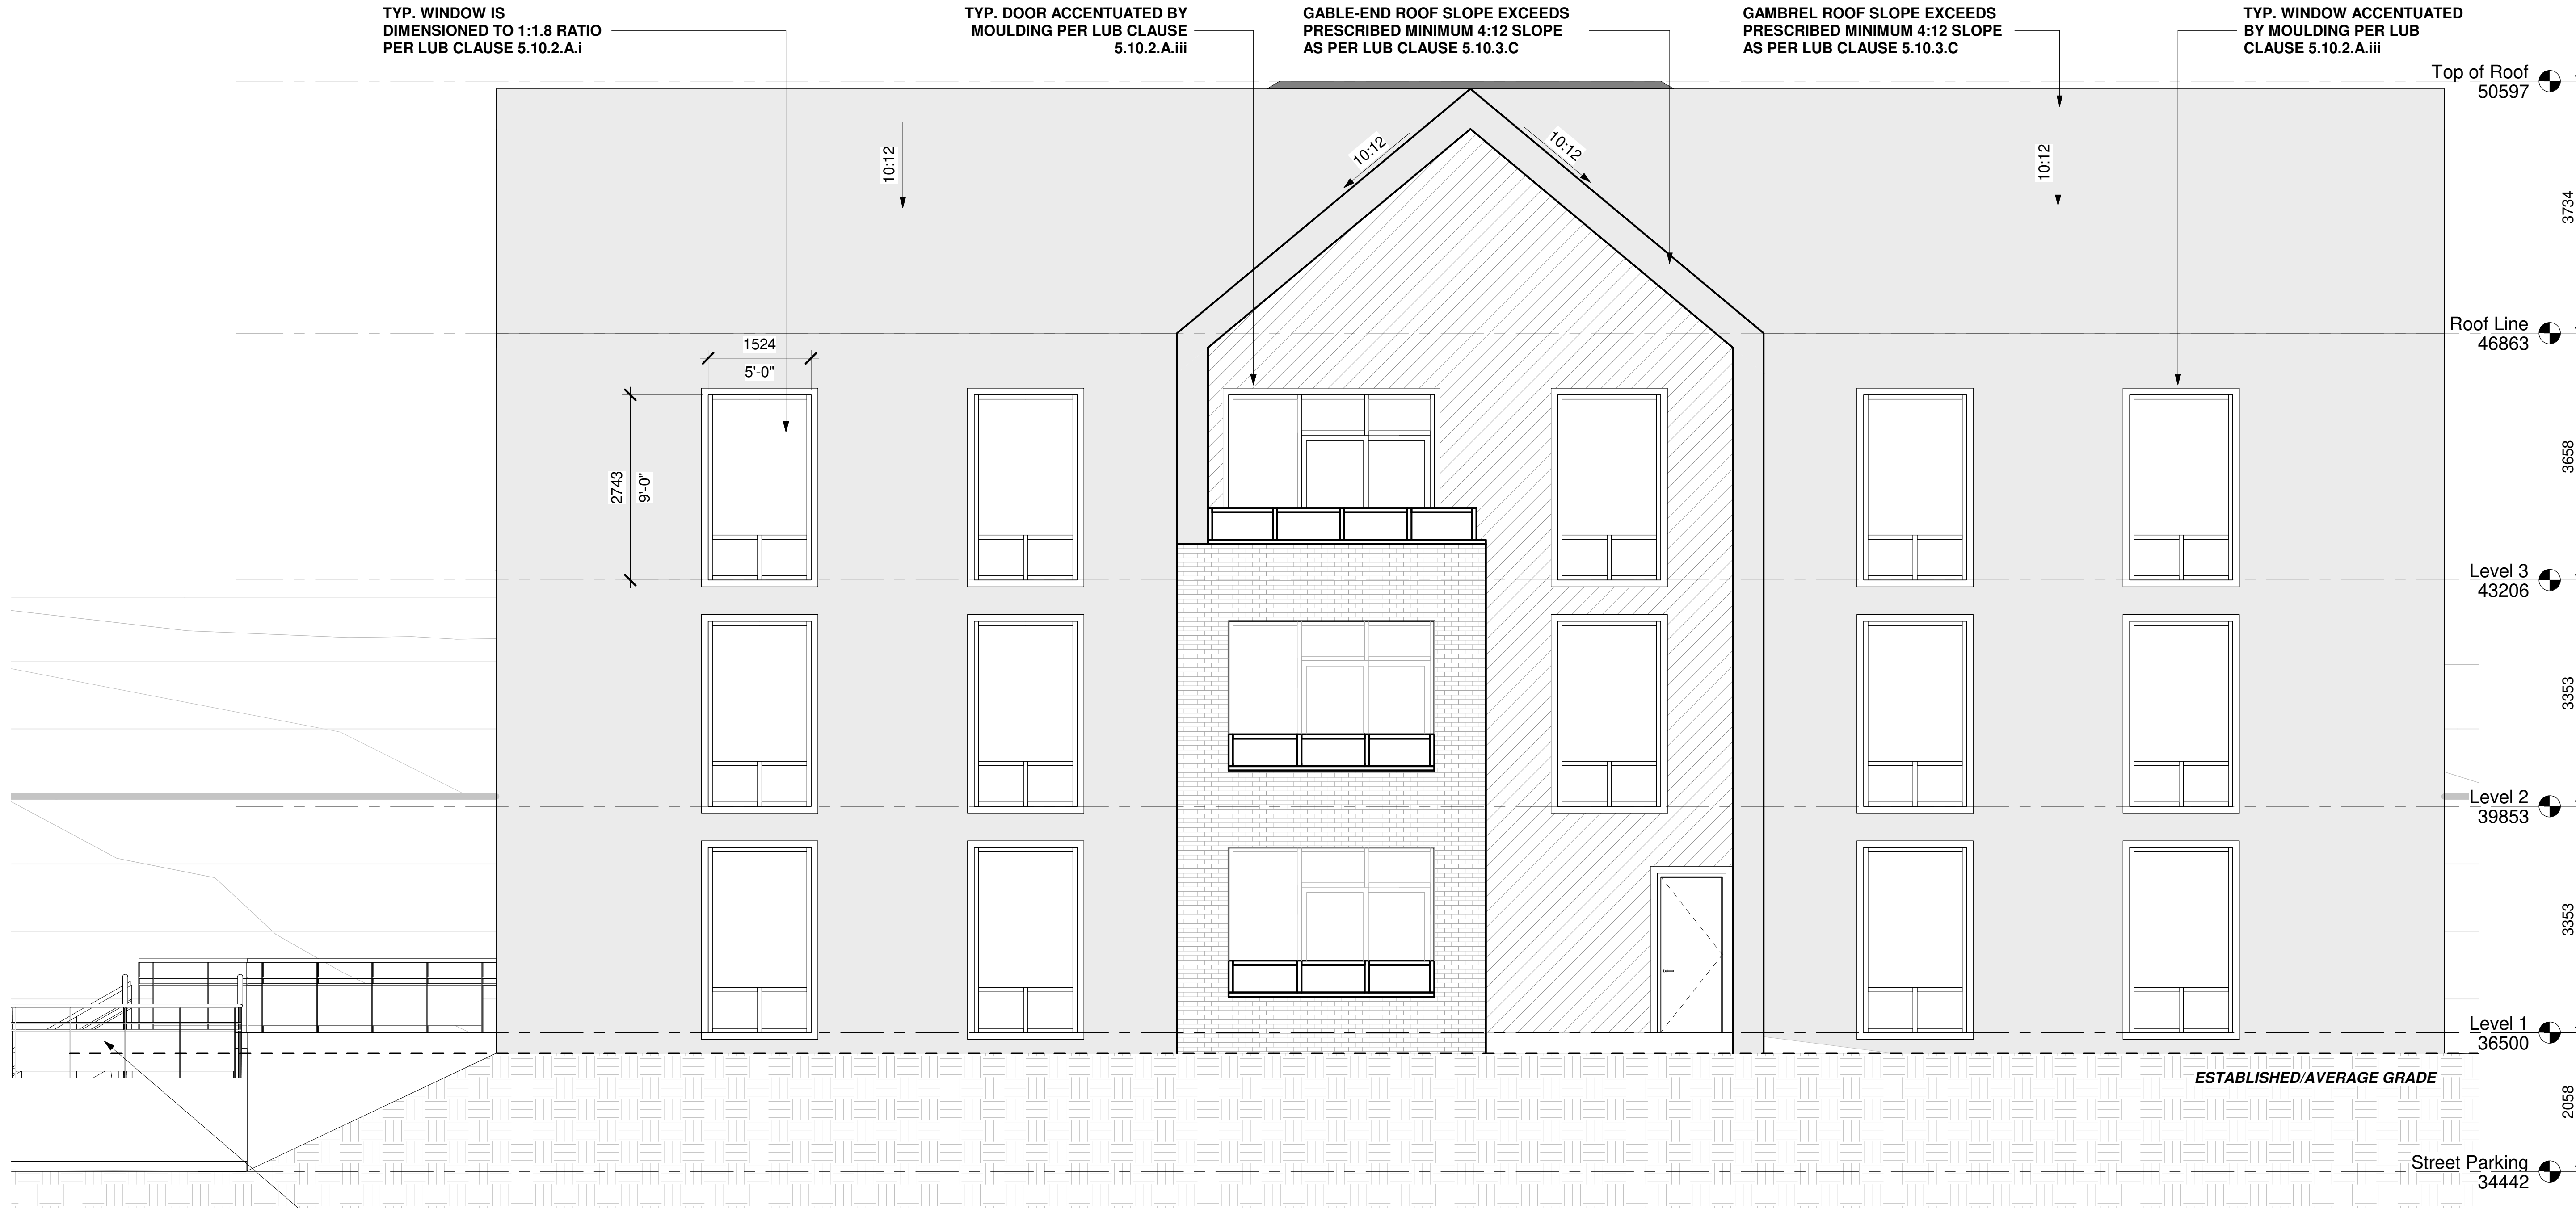 TYP. WINDOW IS
DIMENSIONED TO 1:1.8 RATIO
PER LUB CLAUSE 5.10.2.A.i
TYP. DOOR ACCENTUATED BY
MOULDING PER LUB CLAUSE
5.10.2.A.iii
GABLE-END ROOF SLOPE EXCEEDS
PRESCRIBED MINIMUM 4:12 SLOPE
AS PER LUB CLAUSE 5.10.3.C
GAMBREL ROOF SLOPE EXCEEDS
PRESCRIBED MINIMUM 4:12 SLOPE
AS PER LUB CLAUSE 5.10.3.C
TYP. WINDOW ACCENTUATED
BY MOULDING PER LUB
CLAUSE 5.10.2.A.iii
Top of Roof
50597
10:12
10:12
10:12
10:12
3734
Roof Line
46863
1524
5'-0"
2743
9'-0"
3658
Level 3
43206
3353
Level 2
39853
3353
Level 1
36500
ESTABLISHED/AVERAGE GRADE
2058
Street Parking
34442